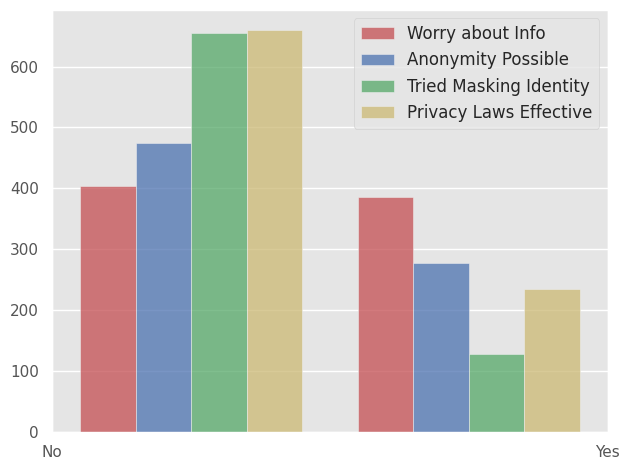 Worry about Info
Anonymity Possible
Tried Masking Identity
Privacy Laws Effective
600
500
400
300
200
100
0
No
Yes